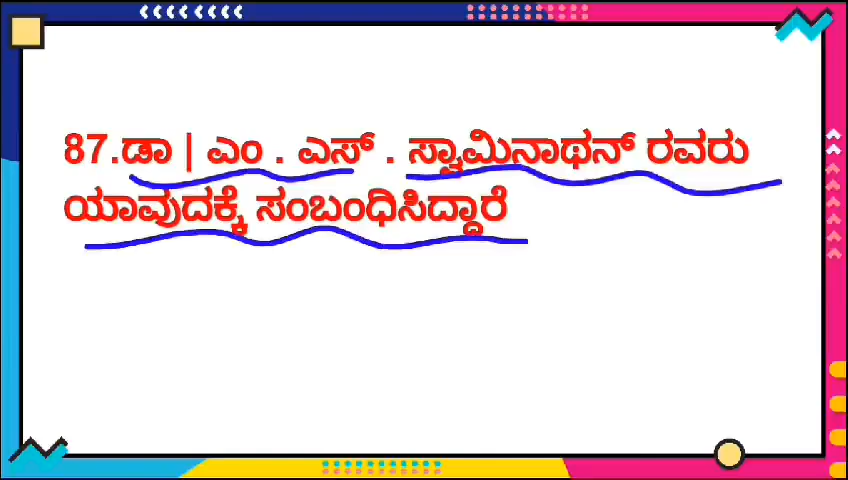 87.ಡಾ | ಎಂ . ಎಸ್ . ಸ್ವಾಮಿನಾಥನ್ ರವರು
ಯಾವುದಕ್ಕೆ ಸಂಬಂಧಿಸಿದ್ದಾರೆ